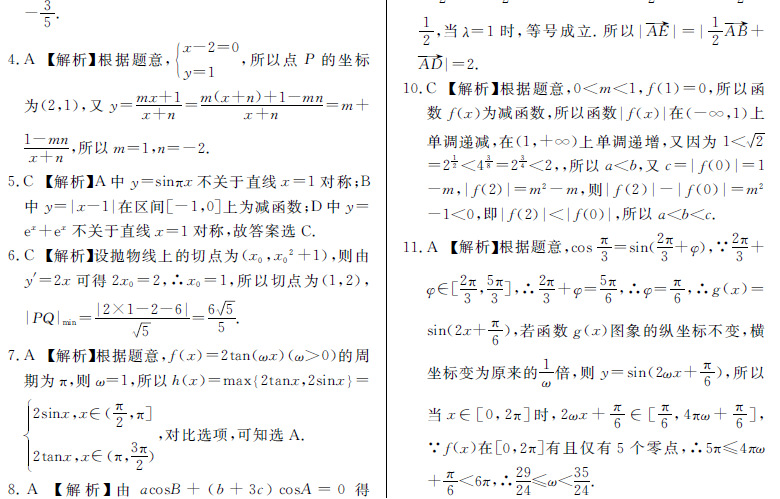 −3/5.
4. A 【解析】根据题意,{x−2=0 y=1,所以点 P 的坐标
为(2,1),又 y=(mx+1)/(x+n)=(m(x+n)+1−mn)/(x+n)=m+
(1−mn)/(x+n),所以 m=1,n=−2.
5. C 【解析】A中 y=sinπx 不关于直线 x=1 对称;B
中 y=|x−1|在区间[−1,0]上为减函数;D中 y=
eˣ+eˣ 不关于直线 x=1 对称,故答案选 C.
6. C 【解析】设抛物线上的切点为(x₀,x₀²+1),则由
y′=2x 可得 2x₀=2,∴x₀=1,所以切点为(1,2),
|PQ|min=|2×1−2−6|/√5=6√5/5.
7. A 【解析】根据题意,f(x)=2tan(ωx)(ω>0)的周
期为 π,则 ω=1,所以 h(x)=max{2tanx,2sinx}=
{2sinx,x∈(π/2,π]
2tanx,x∈(π,3π/2),对比选项,可知选 A.
8. A 【解析】由 acosB + (b + 3c) cosA = 0 得
1/2,当 λ=1 时,等号成立. 所以|AE→|=|1/2 AB→+
AD→|=2.
10. C 【解析】根据题意,0<m<1,f(1)=0,所以函
数 f(x)为减函数,所以函数|f(x)|在(−∞,1)上
单调递减,在(1,+∞)上单调递增,又因为 1<√2
=2^(1/2)<4^(3/8)=2^(3/4)<2,,所以 a<b,又 c=|f(0)|=1
−m,|f(2)|=m²−m,则|f(2)|−|f(0)|=m²
−1<0,即|f(2)|<|f(0)|,所以 a<b<c.
11. A 【解析】根据题意,cos π/3=sin(2π/3+φ),∵2π/3+
φ∈[2π/3,5π/3],∴2π/3+φ=5π/6,∴φ=π/6,∴g(x)=
sin(2x+π/6),若函数 g(x)图象的纵坐标不变,横
坐标变为原来的1/ω倍,则 y=sin(2ωx+π/6),所以
当 x∈[0,2π]时,2ωx+π/6∈[π/6,4πω+π/6],
∵f(x)在[0,2π]有且仅有 5 个零点,∴5π≤4πω
+π/6<6π,∴29/24≤ω<35/24.